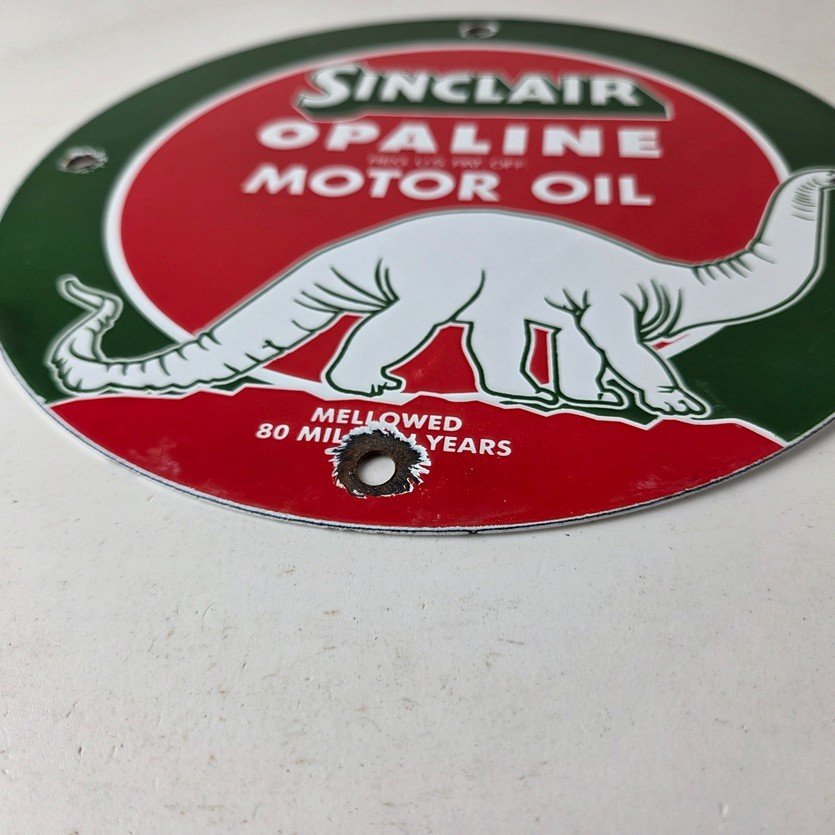 SINCLAIR
OPALINE
MOTOR OIL
MELLOWED
80 YEARS